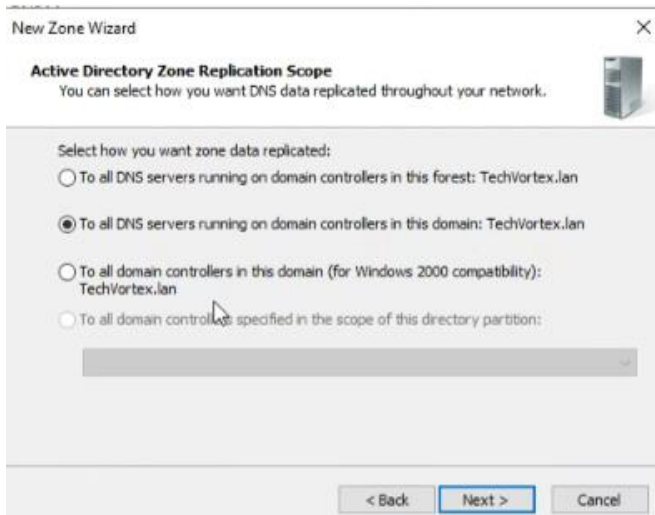 New Zone Wizard
Active Directory Zone Replication Scope
You can select how you want DNS data replicated throughout your network.
Select how you want zone data replicated:
To all DNS servers running on domain controllers in this forest: TechVortex.lan
To all DNS servers running on domain controllers in this domain: TechVortex.lan
To all domain controllers in this domain (for Windows 2000 compatibility):
TechVortex.lan
To all domain controllers specified in the scope of this directory partition:
< Back Next > Cancel